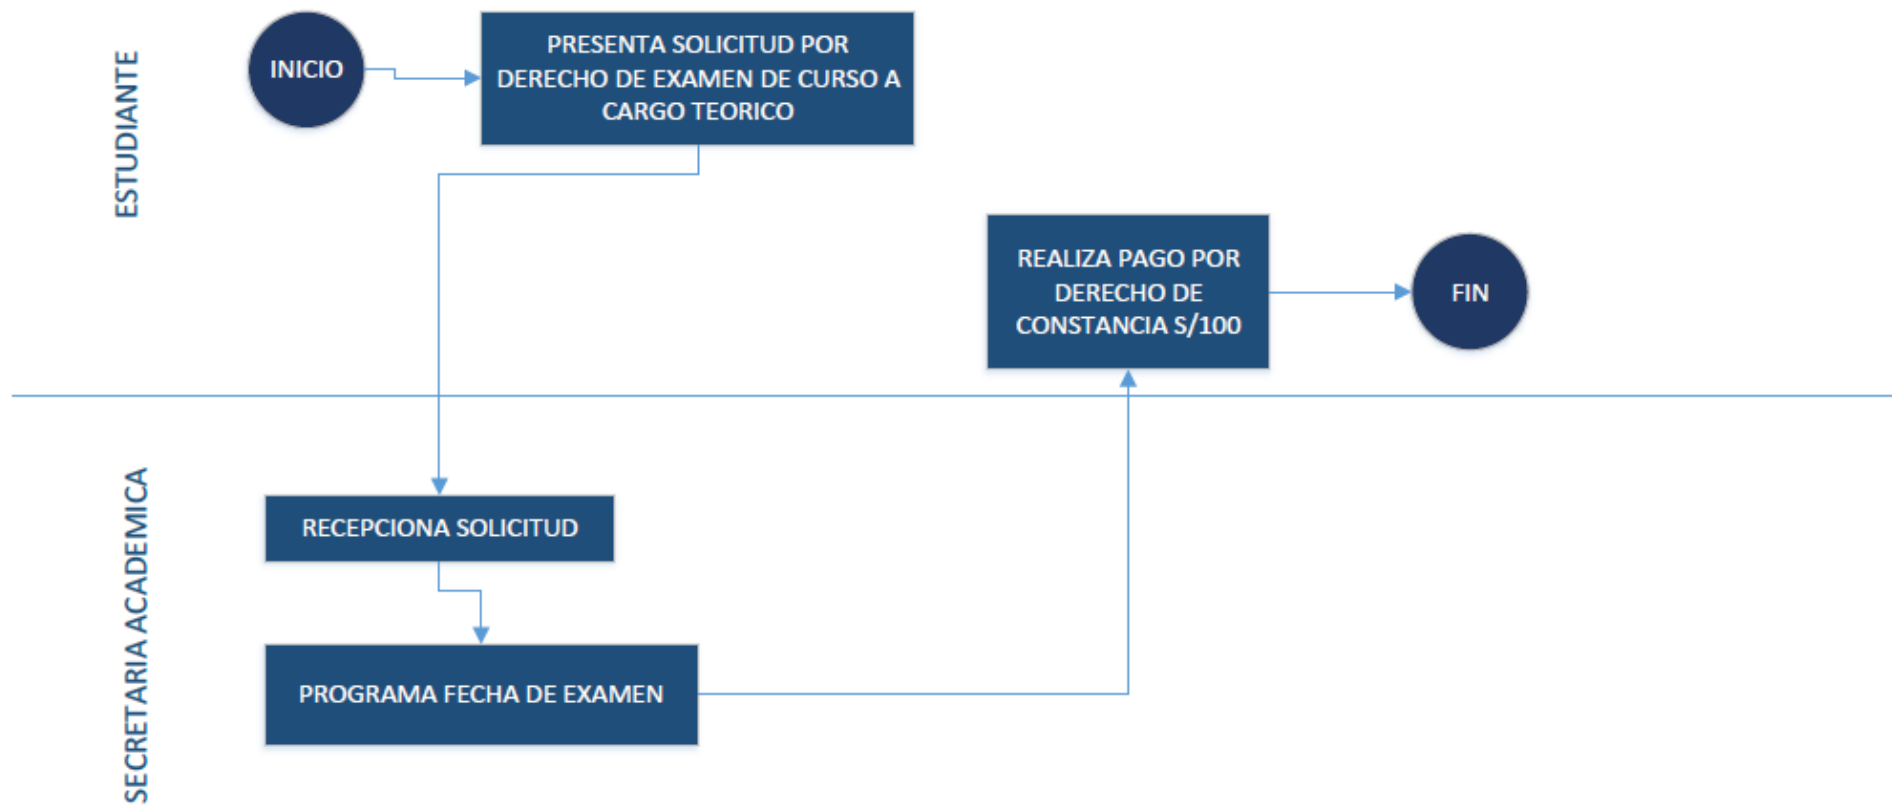 ESTUDIANTE
INICIO
PRESENTA SOLICITUD POR
DERECHO DE EXAMEN DE CURSO A
CARGO TEORICO
REALIZA PAGO POR
DERECHO DE
CONSTANCIA S/100
FIN
SECRETARIA ACADEMICA
RECEPCIONA SOLICITUD
PROGRAMA FECHA DE EXAMEN